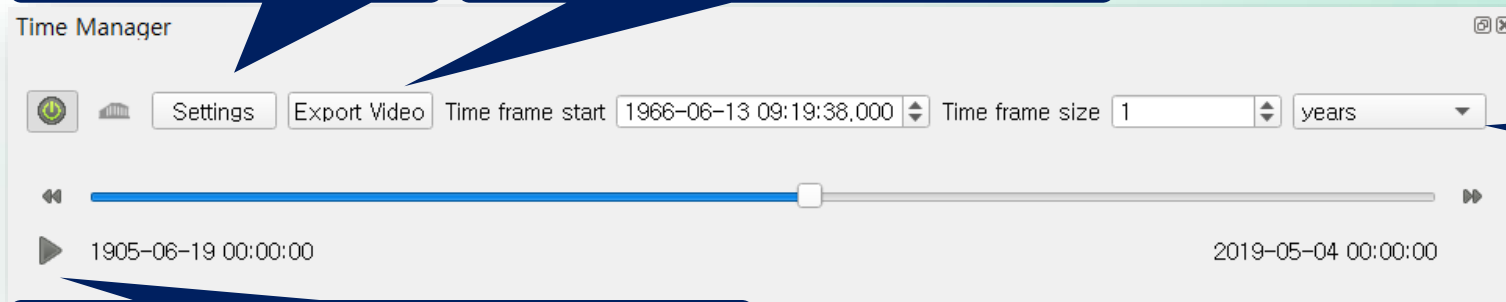 Time Manager
Settings Export Video Time frame start 1966-06-13 09:19:38,000 Time frame size 1 years
1905-06-19 00:00:00 2019-05-04 00:00:00